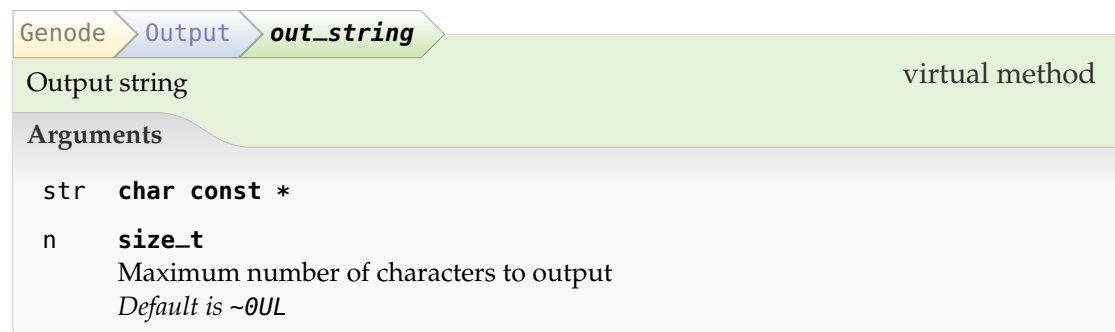 Genode Output out_string
Output string virtual method
Arguments
str char const *
n size_t
Maximum number of characters to output
Default is ~0UL